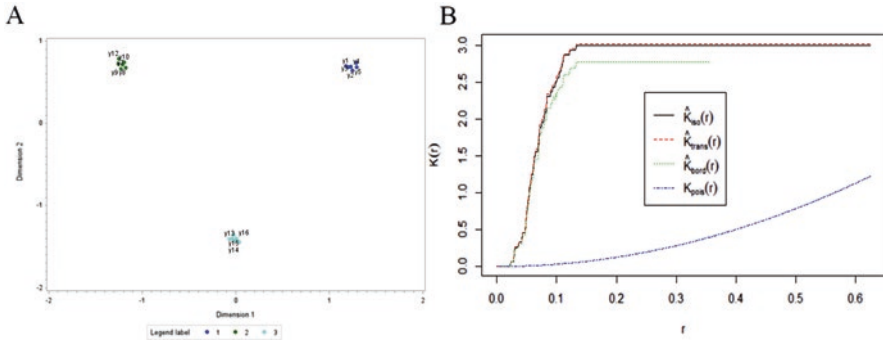 A
1
0
-1
-2
-2
-1
0
1
2
Dimension 2
Dimension 1
y12
y10
y1
y2
y13
y16
y15
y14
Legend label 1 2 3
B
3.0
2.5
2.0
1.5
1.0
0.5
0.0
K(r)
0.0
0.1
0.2
0.3
0.4
0.5
0.6
r
K̂iso(r)
K̂trans(r)
K̂bord(r)
Kpois(r)